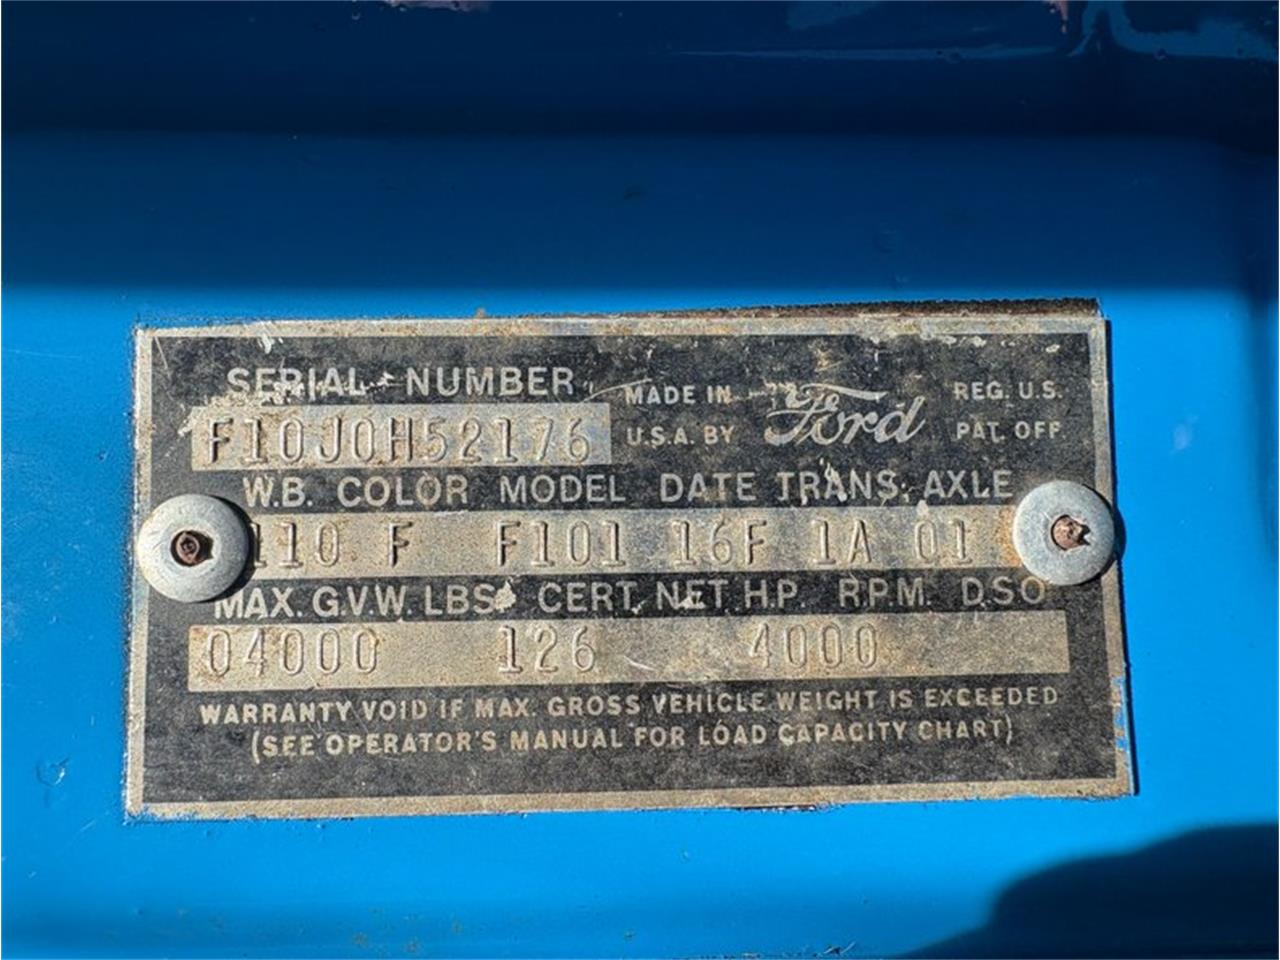 SERIAL NUMBER
F10J0H52176
MADE IN
U.S.A. BY
Ford
REG. U.S.
PAT. OFF.
W.B. COLOR MODEL DATE TRANS. AXLE
110 F F101 16F 1A 01
MAX. G.V.W. LBS. CERT. NET H.P. R.P.M. D.S.O
04000 126 4000
WARRANTY VOID IF MAX. GROSS VEHICLE WEIGHT IS EXCEEDED
(SEE OPERATOR'S MANUAL FOR LOAD CAPACITY CHART)